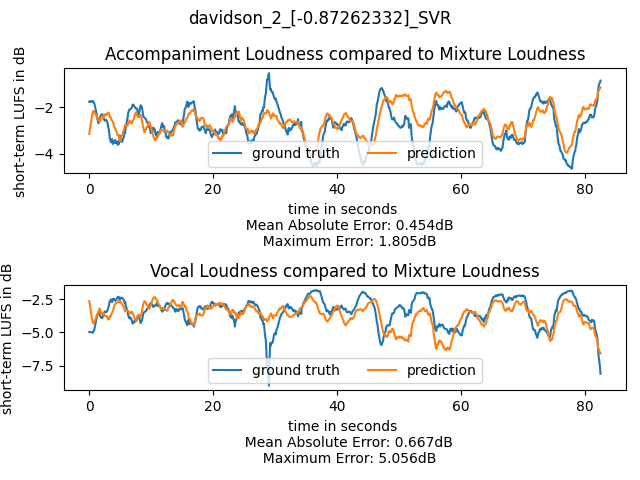 davidson_2_[-0.87262332]_SVR
Accompaniment Loudness compared to Mixture Loudness
short-term LUFS in dB
−2
−4
ground truth
prediction
0
20
40
60
80
time in seconds
Mean Absolute Error: 0.454dB
Maximum Error: 1.805dB
Vocal Loudness compared to Mixture Loudness
short-term LUFS in dB
−2.5
−5.0
−7.5
ground truth
prediction
0
20
40
60
80
time in seconds
Mean Absolute Error: 0.667dB
Maximum Error: 5.056dB